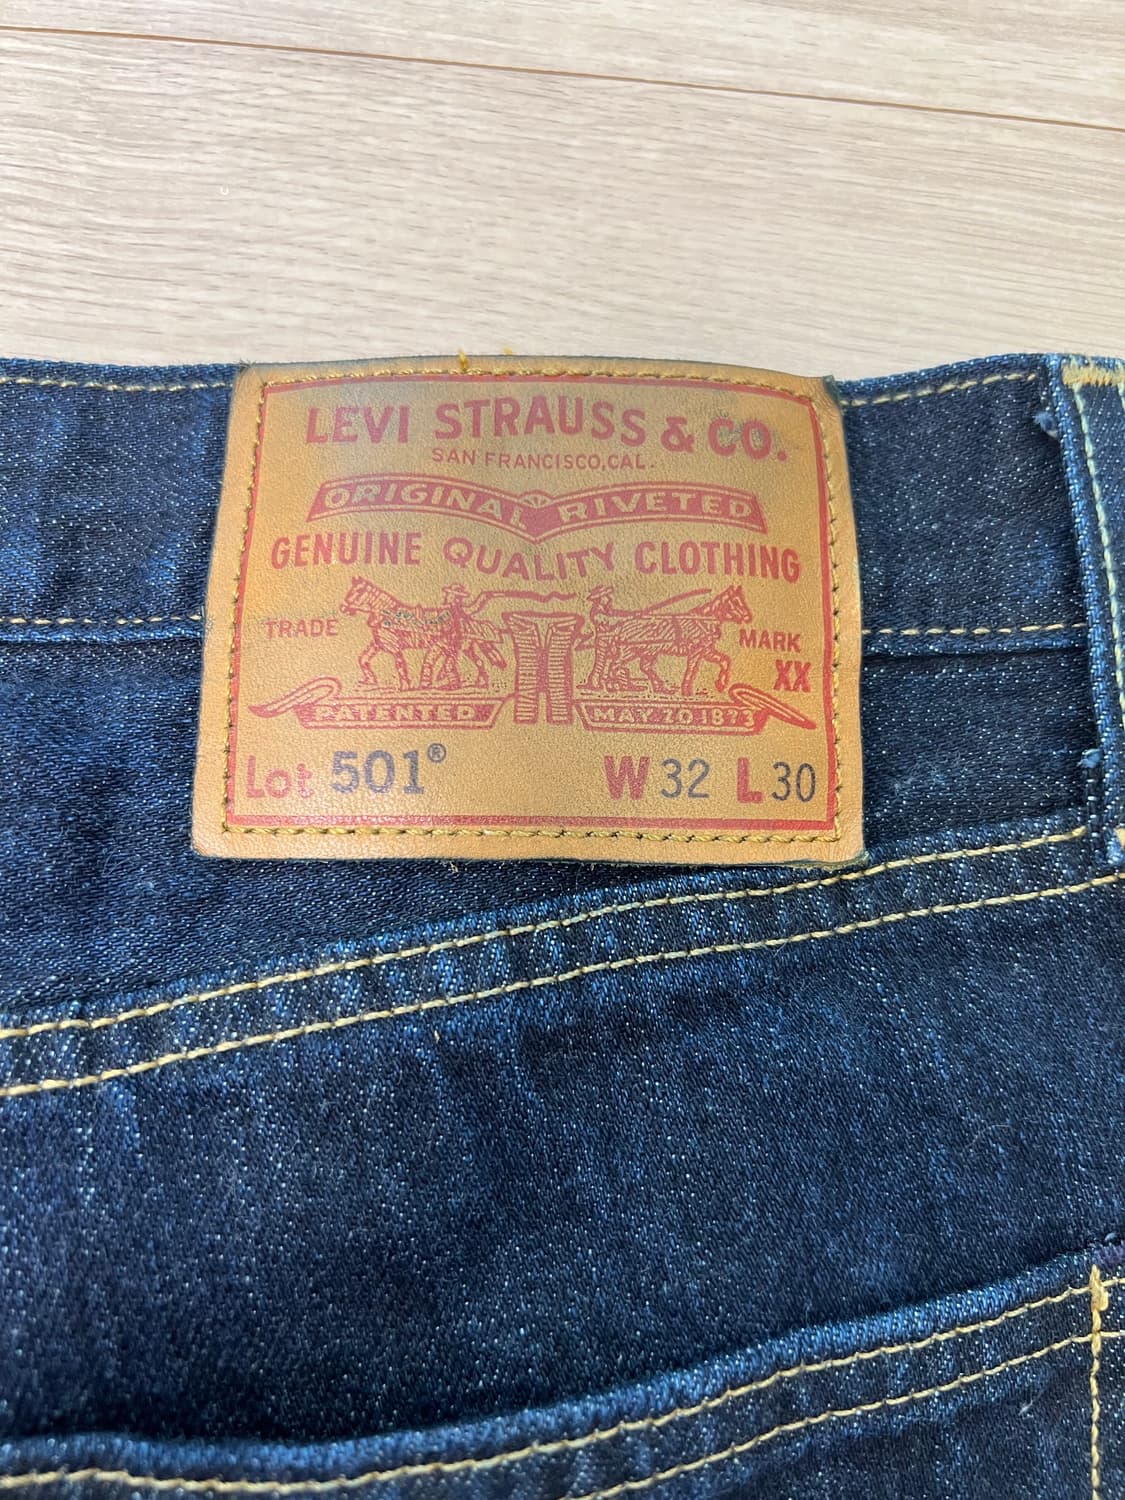 LEVI STRAUSS & CO.
SAN FRANCISCO, CAL.
ORIGINAL RIVETED
GENUINE QUALITY CLOTHING
TRADE MARK
XX
PATENTED MAY 20.1873
Lot 501® W 32 L 30